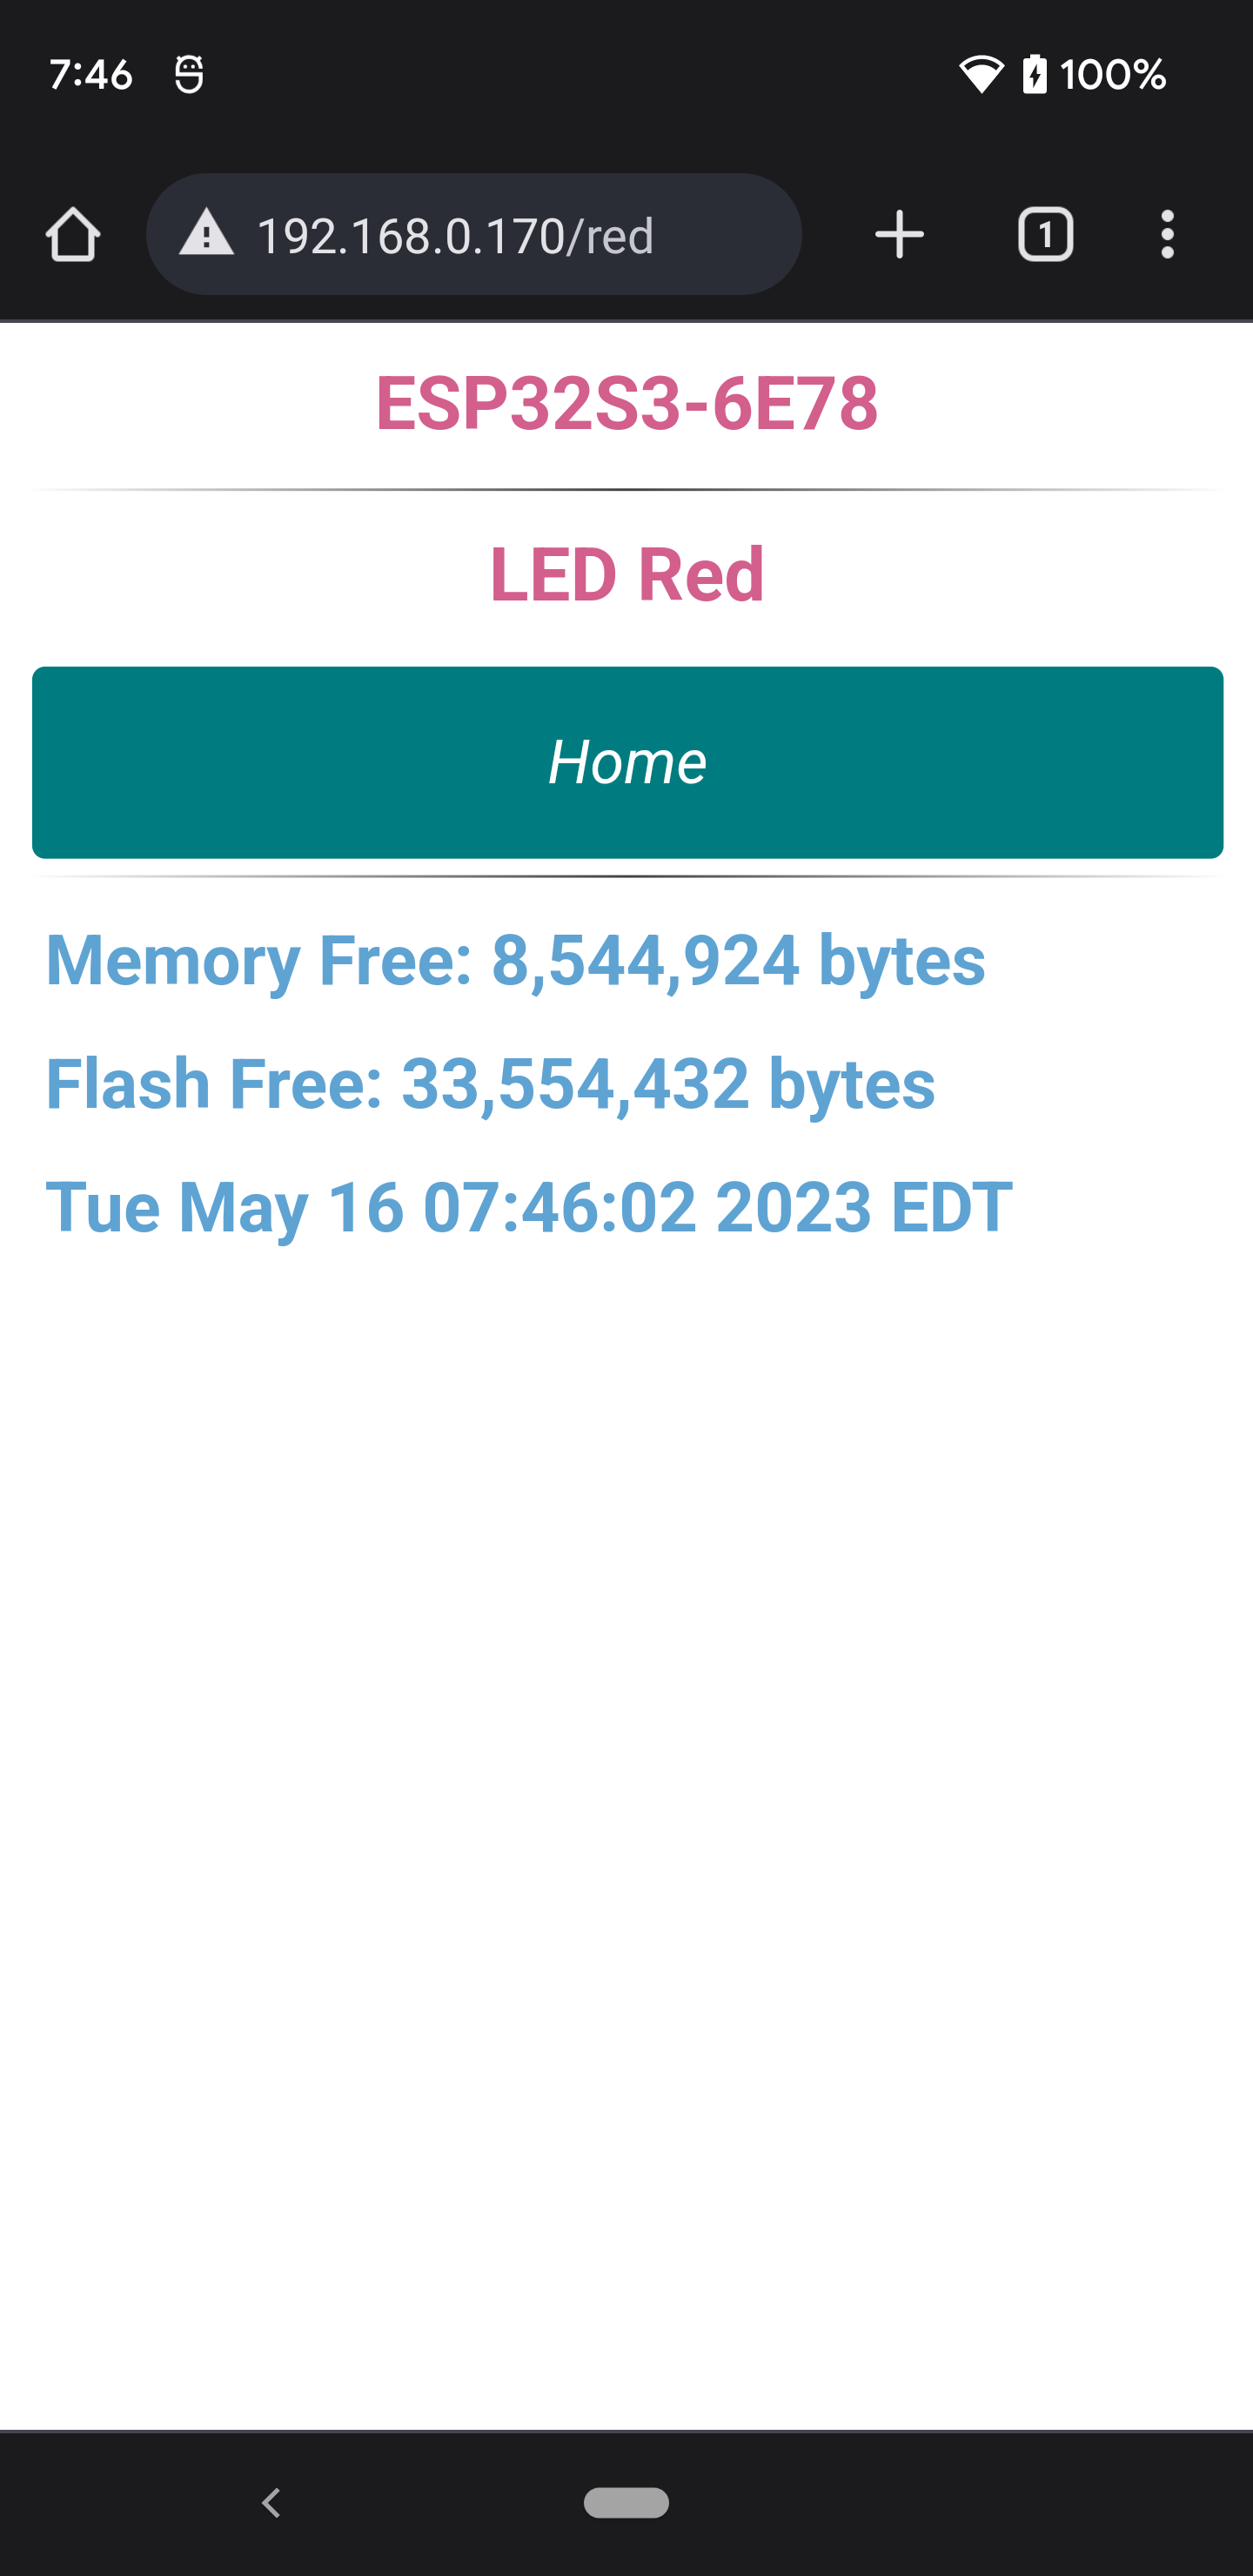 7:46 100%
192.168.0.170/red 1
ESP32S3-6E78
LED Red
Home
Memory Free: 8,544,924 bytes
Flash Free: 33,554,432 bytes
Tue May 16 07:46:02 2023 EDT